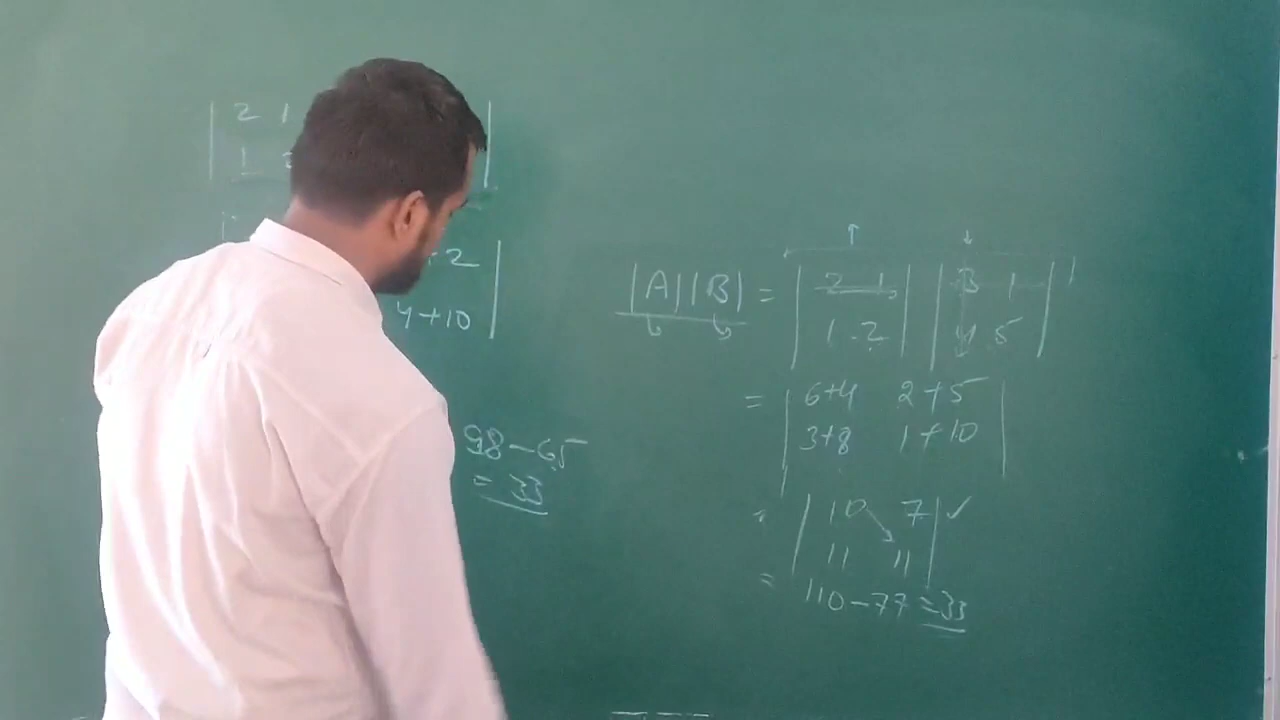 | 2 1 |
| 1
2 |
4+10 |
98-65
= 33
|A||B| = | 2 1 | | 3 1 |
| 1 2 | | 4 5 |
= | 6+4 2+5 |
| 3+8 1+10 |
= | 10 7 | ✓
| 11 11 |
= 110-77 = 33